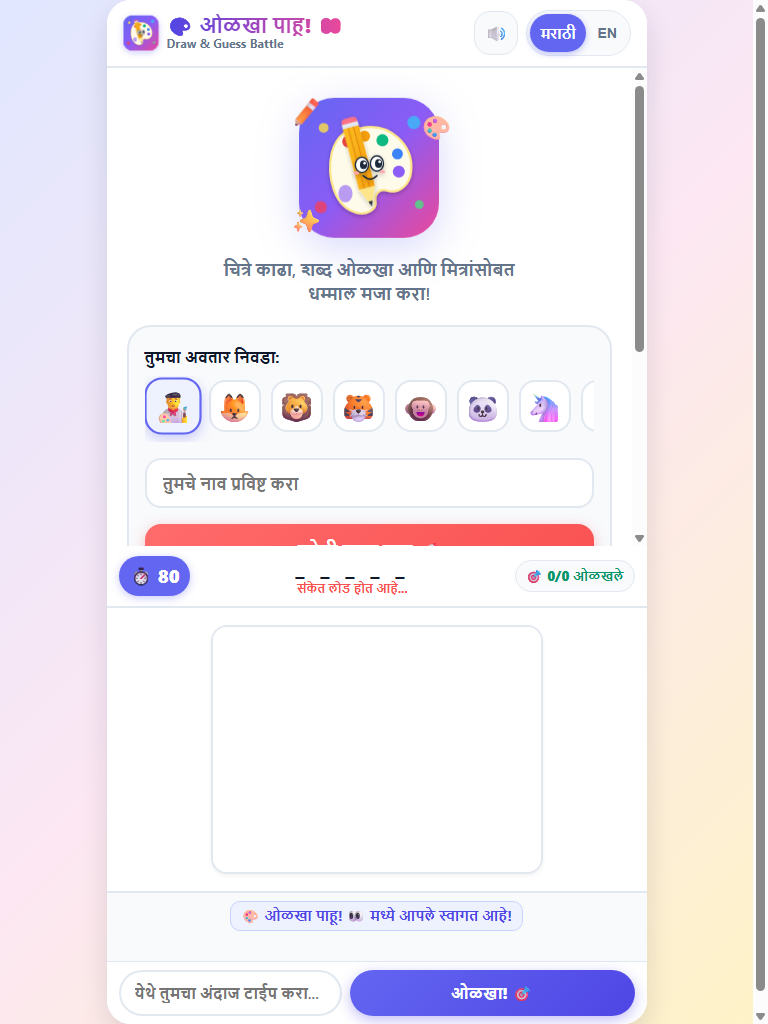 ओळखा पाहू!
Draw & Guess Battle
मराठी
EN
चित्रे काढा, शब्द ओळखा आणि मित्रांसोबत
धम्माल मजा करा!
तुमचा अवतार निवडा:
तुमचे नाव प्रविष्ट करा
80
_ _ _ _ _
संकेत लोड होत आहे...
0/0 ओळखले
ओळखा पाहू! 👀 मध्ये आपले स्वागत आहे!
येथे तुमचा अंदाज टाईप करा...
ओळखा!